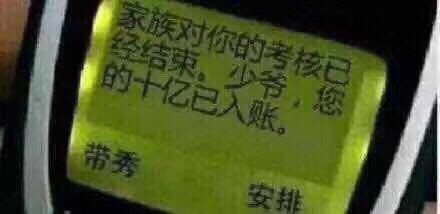 家族对你的考核已
经结束。少爷，您
的十亿已入账。
带秀
安排